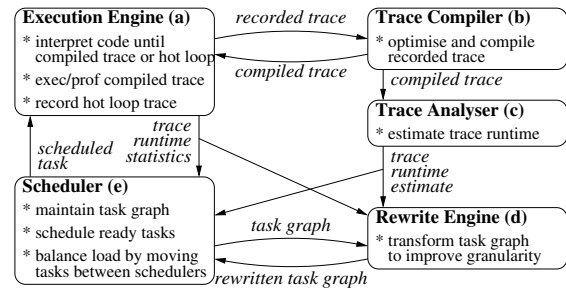 Execution Engine (a)
* interpret code until
compiled trace or hot loop
* exec/prof compiled trace
* record hot loop trace
recorded trace
compiled trace
Trace Compiler (b)
* optimise and compile
recorded trace
compiled trace
Trace Analyser (c)
* estimate trace runtime
scheduled
task
trace
runtime
statistics
trace
runtime
estimate
Scheduler (e)
* maintain task graph
* schedule ready tasks
* balance load by moving
tasks between schedulers
task graph
rewritten task graph
Rewrite Engine (d)
* transform task graph
to improve granularity